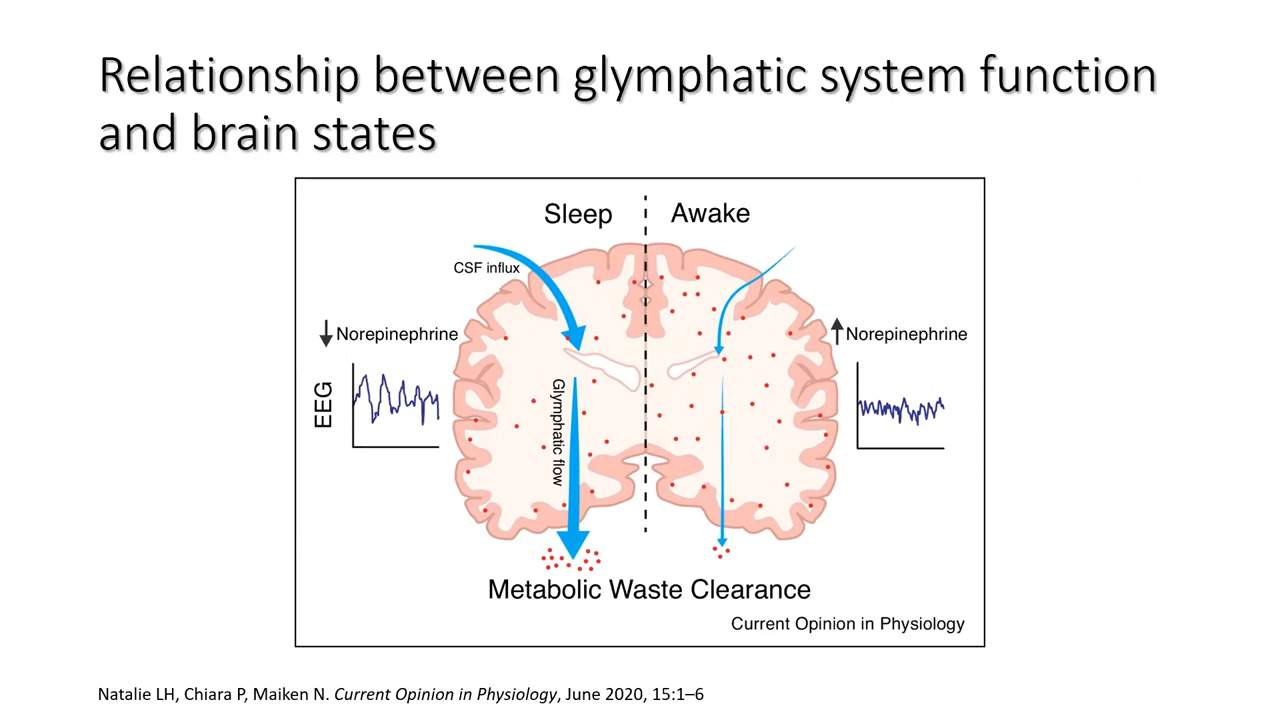 Relationship between glymphatic system function
and brain states
Sleep
Awake
CSF influx
↓ Norepinephrine
↑ Norepinephrine
EEG
Glymphatic flow
Metabolic Waste Clearance
Current Opinion in Physiology
Natalie LH, Chiara P, Maiken N. Current Opinion in Physiology, June 2020, 15:1–6